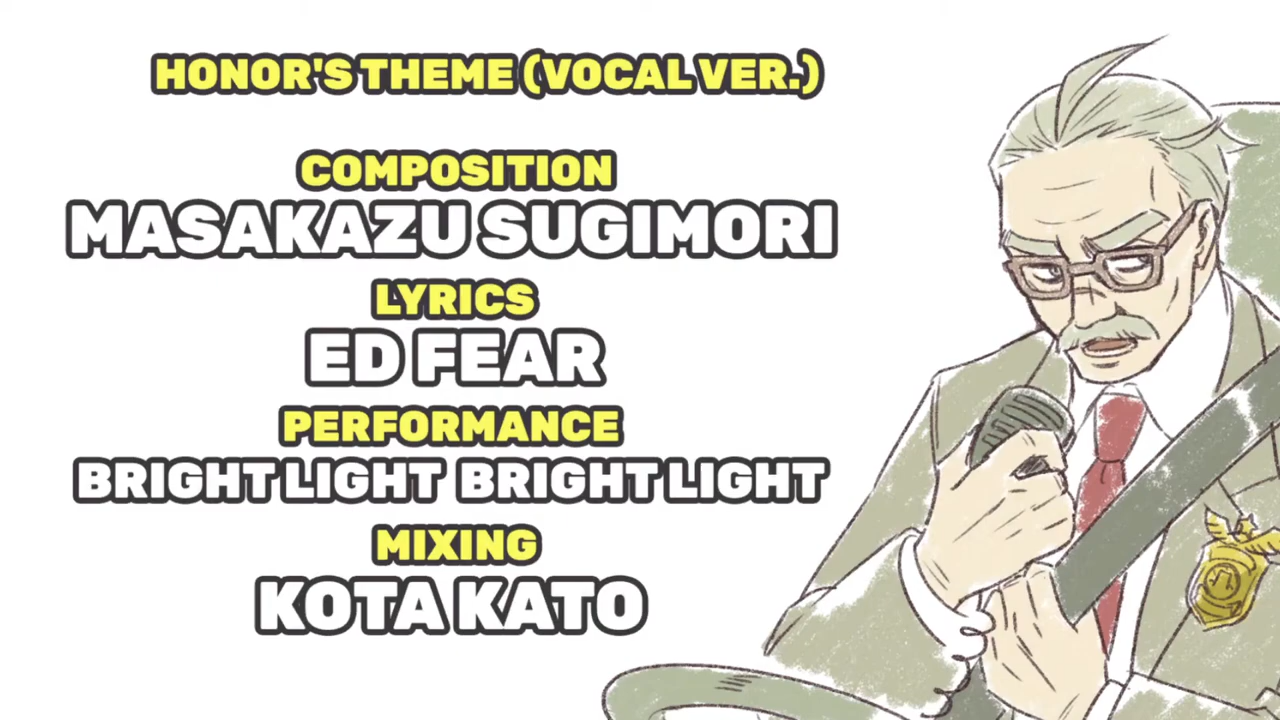 HONOR'S THEME (VOCAL VER.)
COMPOSITION
MASAKAZU SUGIMORI
LYRICS
ED FEAR
PERFORMANCE
BRIGHT LIGHT BRIGHT LIGHT
MIXING
KOTA KATO